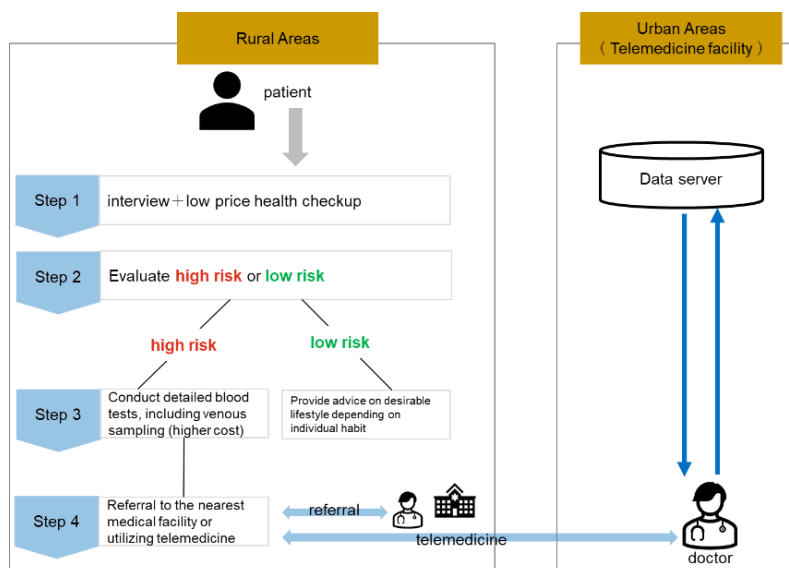 Rural Areas
Urban Areas
（ Telemedicine facility ）
patient
Data server
Step 1
interview＋low price health checkup
Step 2
Evaluate high risk or low risk
high risk
low risk
Step 3
Conduct detailed blood
tests, including venous
sampling (higher cost)
Provide advice on desirable
lifestyle depending on
individual habit
Step 4
Referral to the nearest
medical facility or
utilizing telemedicine
referral
telemedicine
doctor